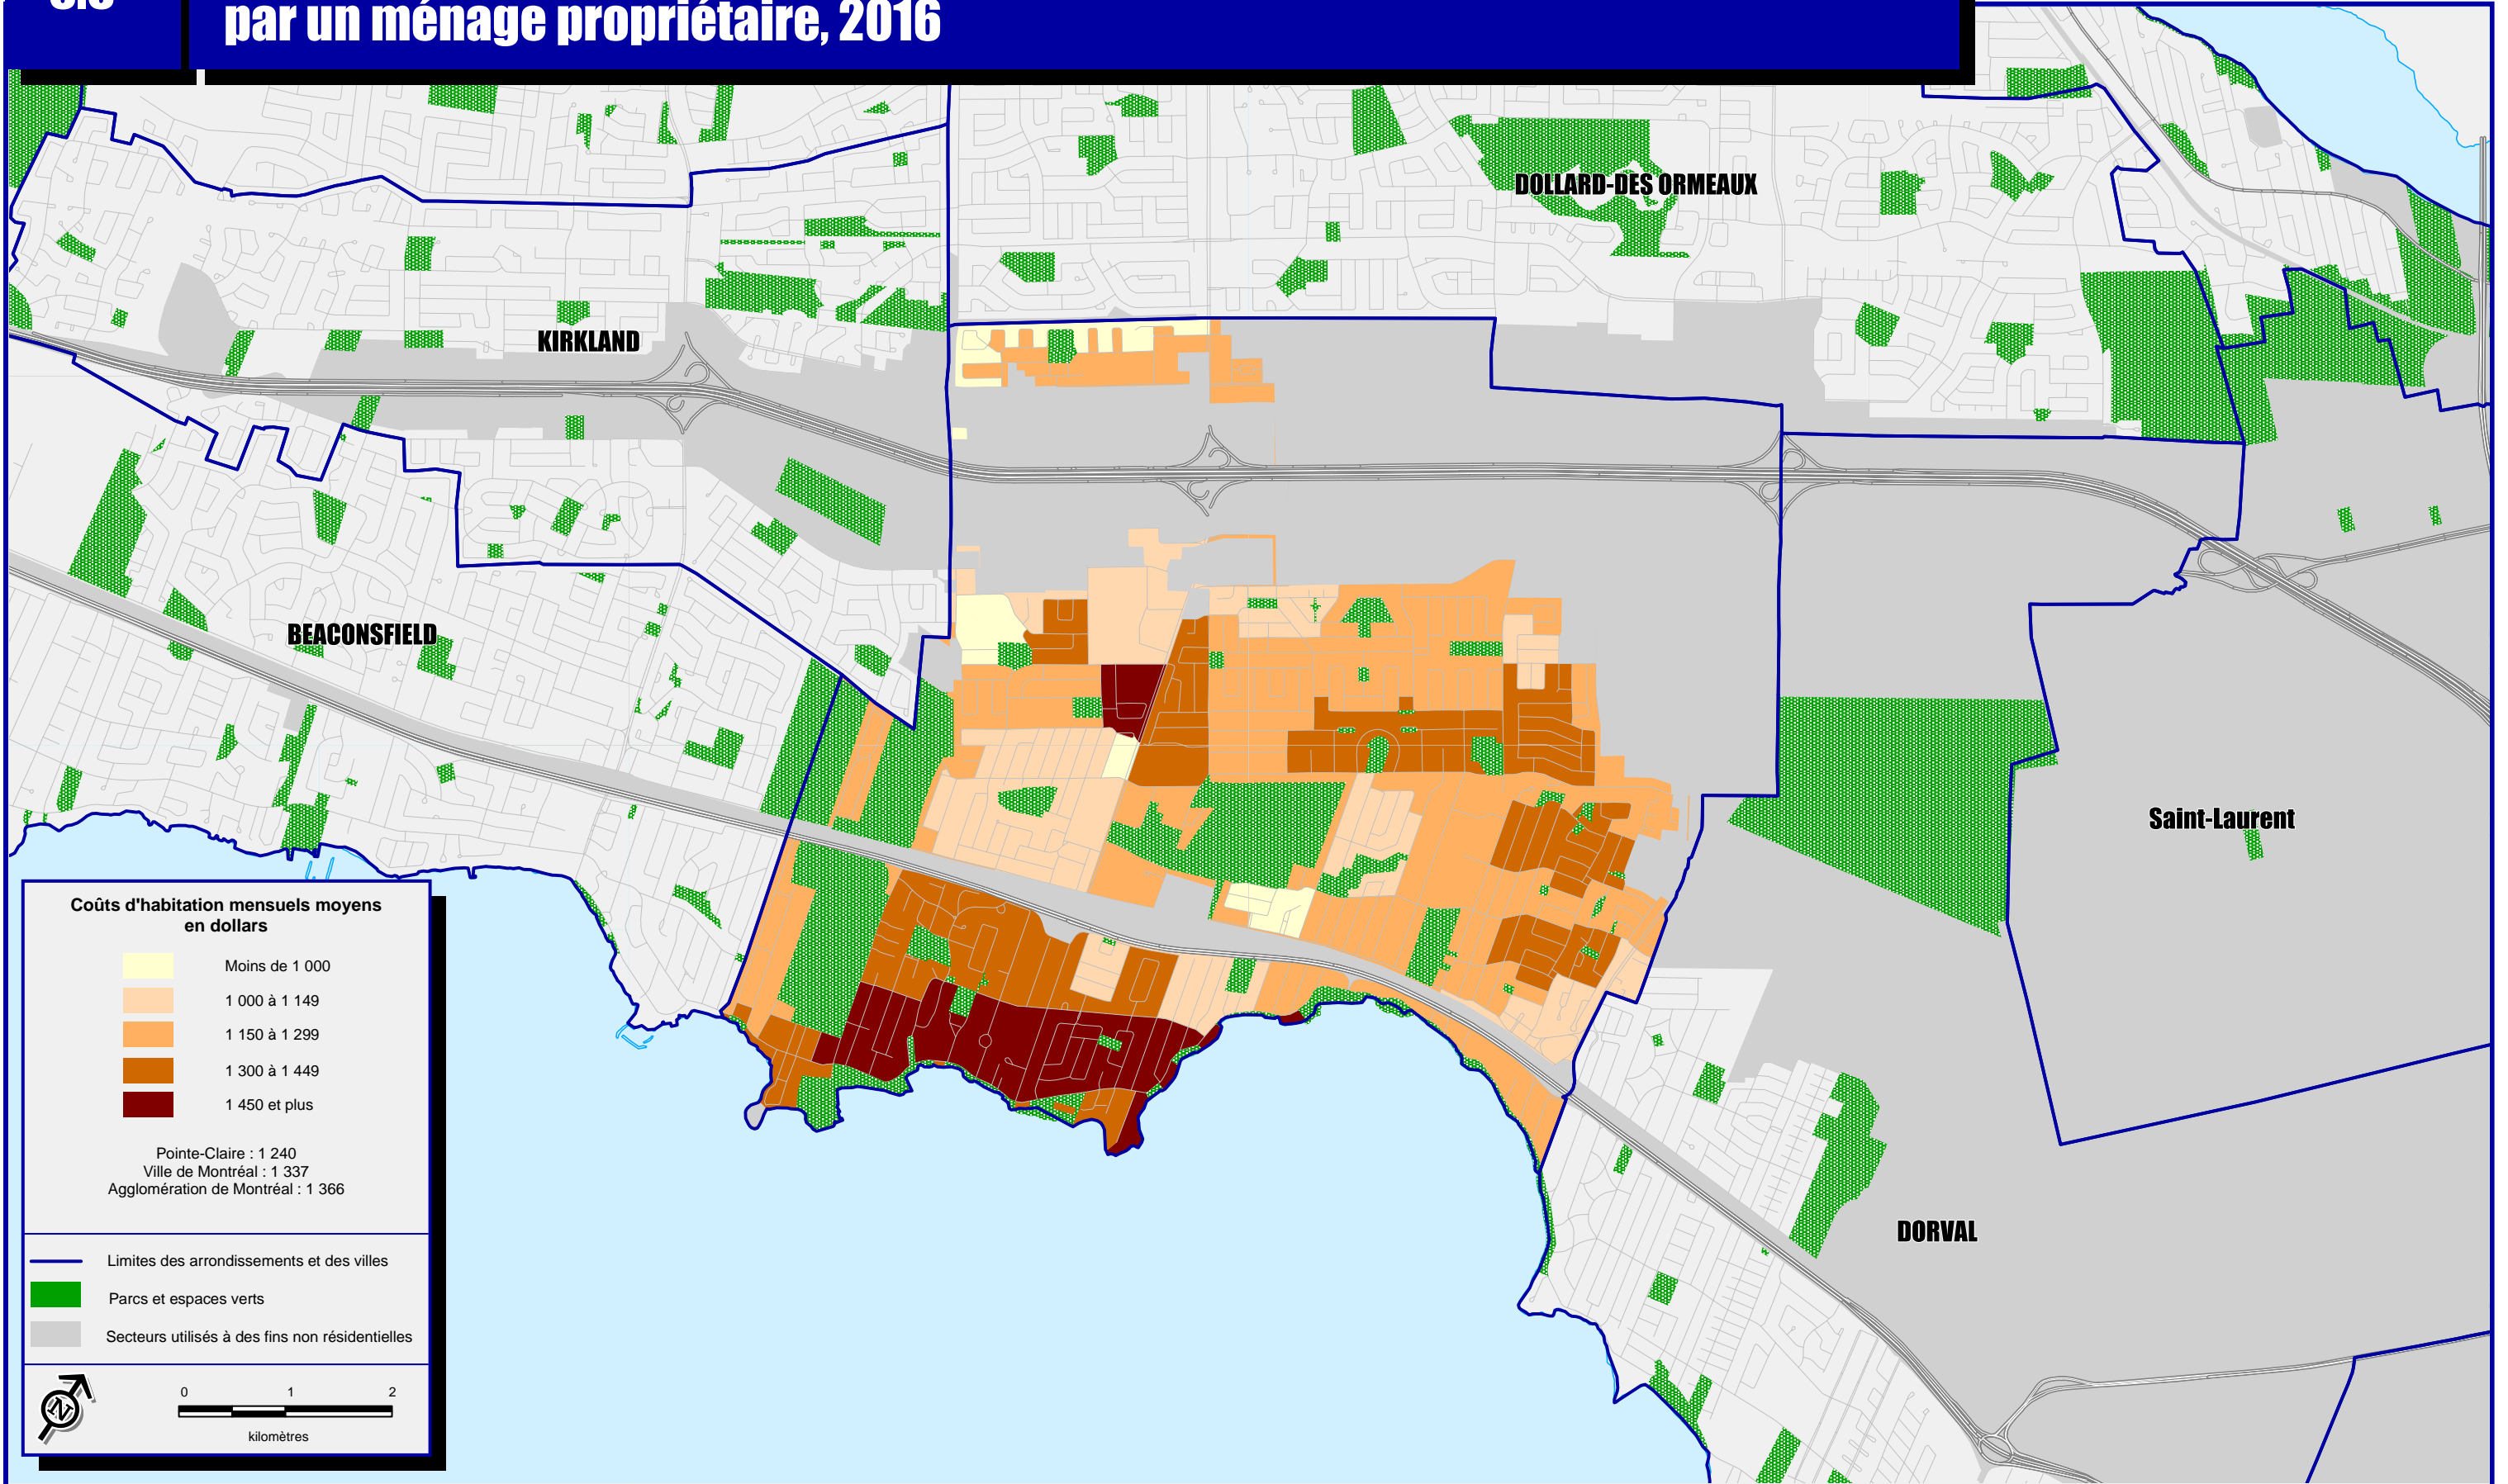 par un ménage propriétaire, 2016
DOLLARD-DES ORMEAUX
KIRKLAND
BEACONSFIELD
Saint-Laurent
DORVAL
Coûts d'habitation mensuels moyens
en dollars
Moins de 1 000
1 000 à 1 149
1 150 à 1 299
1 300 à 1 449
1 450 et plus
Pointe-Claire : 1 240
Ville de Montréal : 1 337
Agglomération de Montréal : 1 366
Limites des arrondissements et des villes
Parcs et espaces verts
Secteurs utilisés à des fins non résidentielles
N
0 1 2
kilomètres